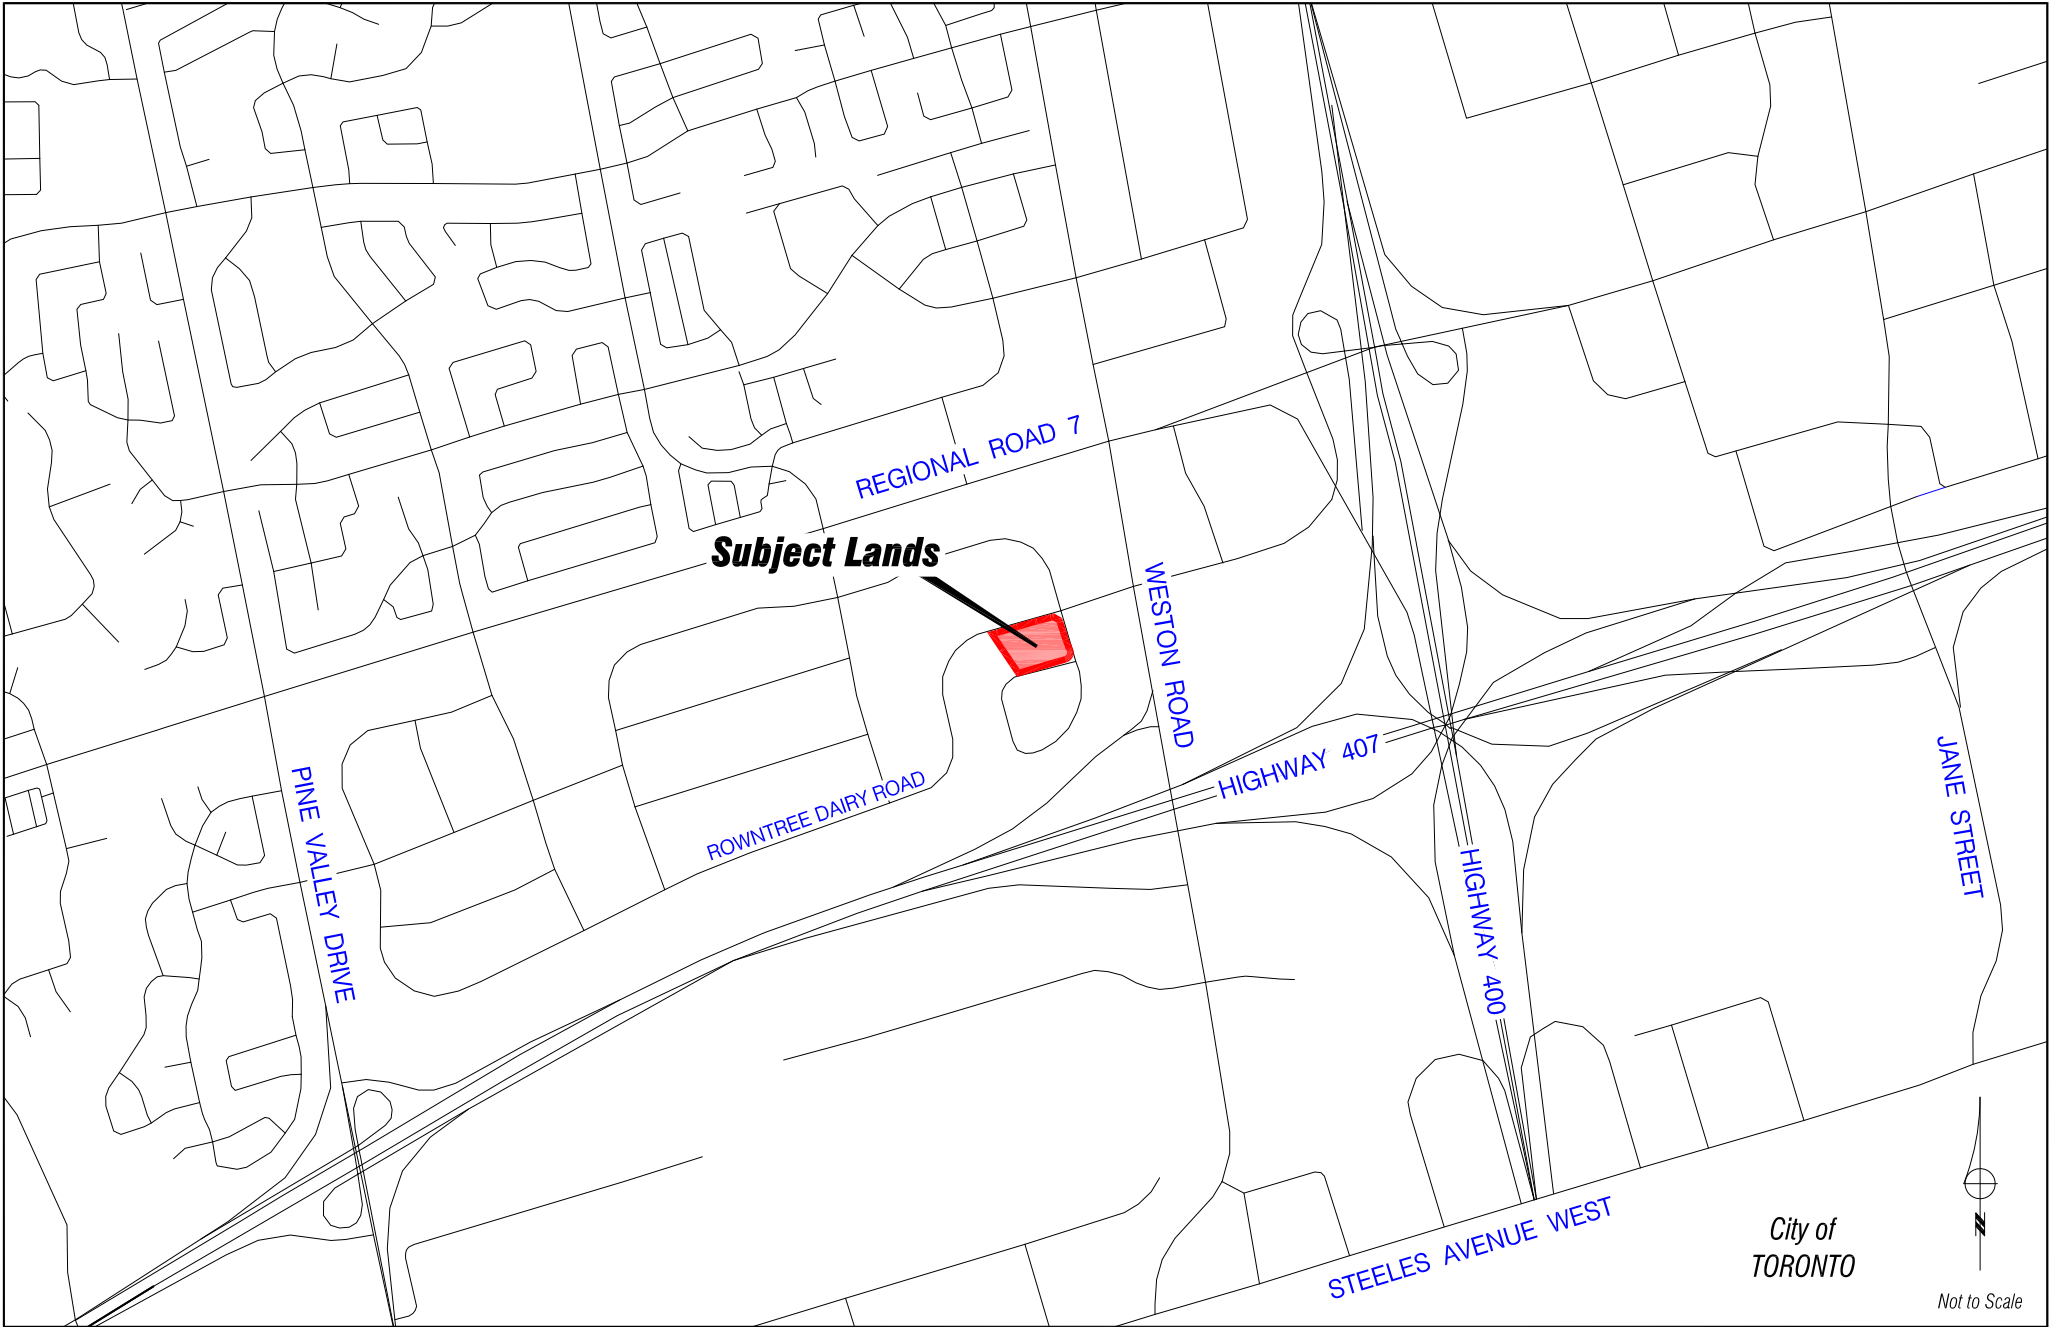 REGIONAL ROAD 7
Subject Lands
WESTON ROAD
HIGHWAY 407
JANE STREET
PINE VALLEY DRIVE
ROWNTREE DAIRY ROAD
HIGHWAY 400
STEELES AVENUE WEST
City of
TORONTO
N
Not to Scale